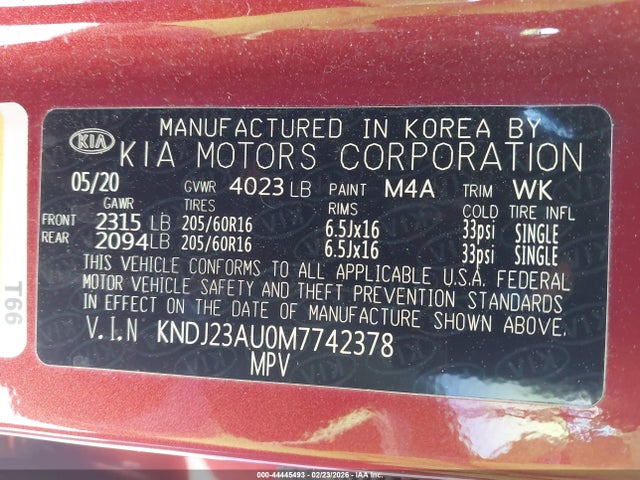 MANUFACTURED IN KOREA BY
KIA KIA MOTORS CORPORATION
05/20 GVWR 4023 LB PAINT M4A TRIM WK
GAWR TIRES RIMS COLD TIRE INFL
FRONT 2315 LB 205/60R16 6.5Jx16 33psi SINGLE
REAR 2094LB 205/60R16 6.5Jx16 33psi SINGLE
THIS VEHICLE CONFORMS TO ALL APPLICABLE U.S.A. FEDERAL
MOTOR VEHICLE SAFETY AND THEFT PREVENTION STANDARDS
IN EFFECT ON THE DATE OF MANUFACTURE SHOWN ABOVE.
V.I.N KNDJ23AU0M7742378
MPV
T66
000-44445493 - 02/23/2026 - IAA Inc.